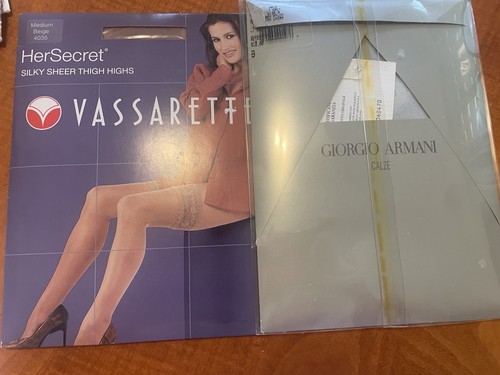 Medium
Beige
4035
HerSecret
SILKY SHEER THIGH HIGHS
VASSARETTE
GIORGIO ARMANI
CALZE